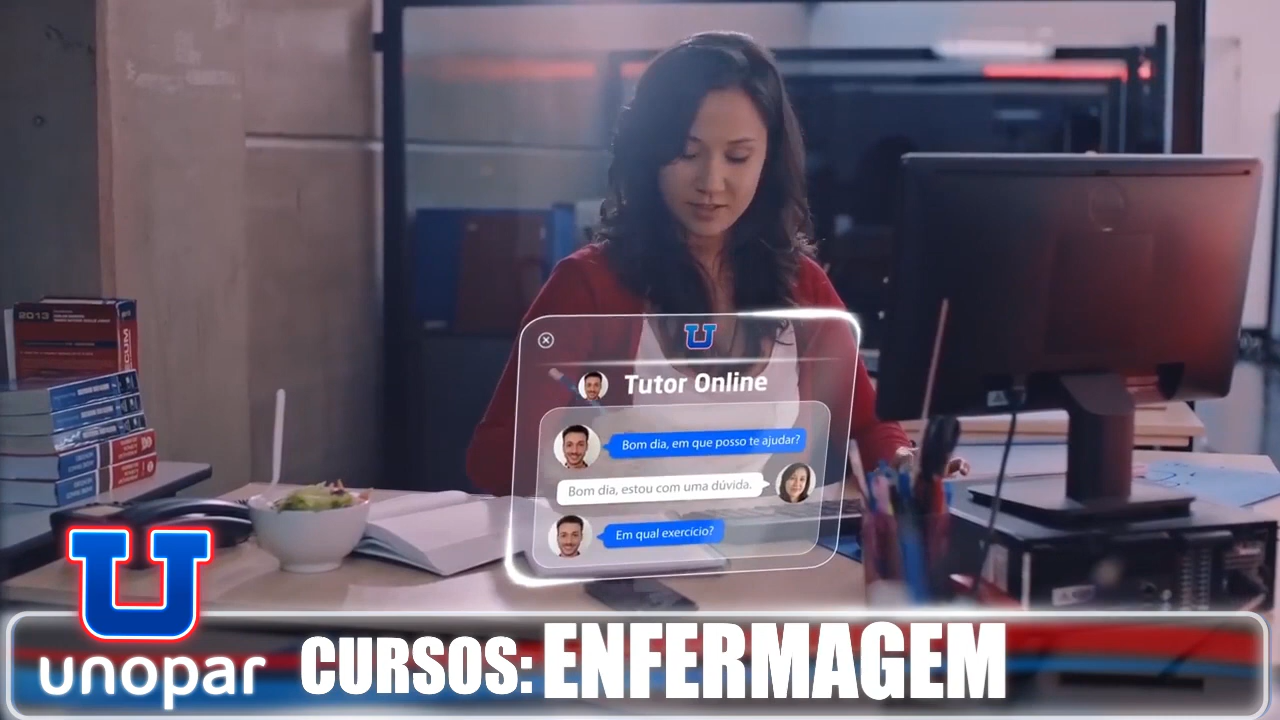 2013
U
Tutor Online
Bom dia, em que posso te ajudar?
Bom dia, estou com uma dúvida.
Em qual exercício?
U
unopar
CURSOS: ENFERMAGEM